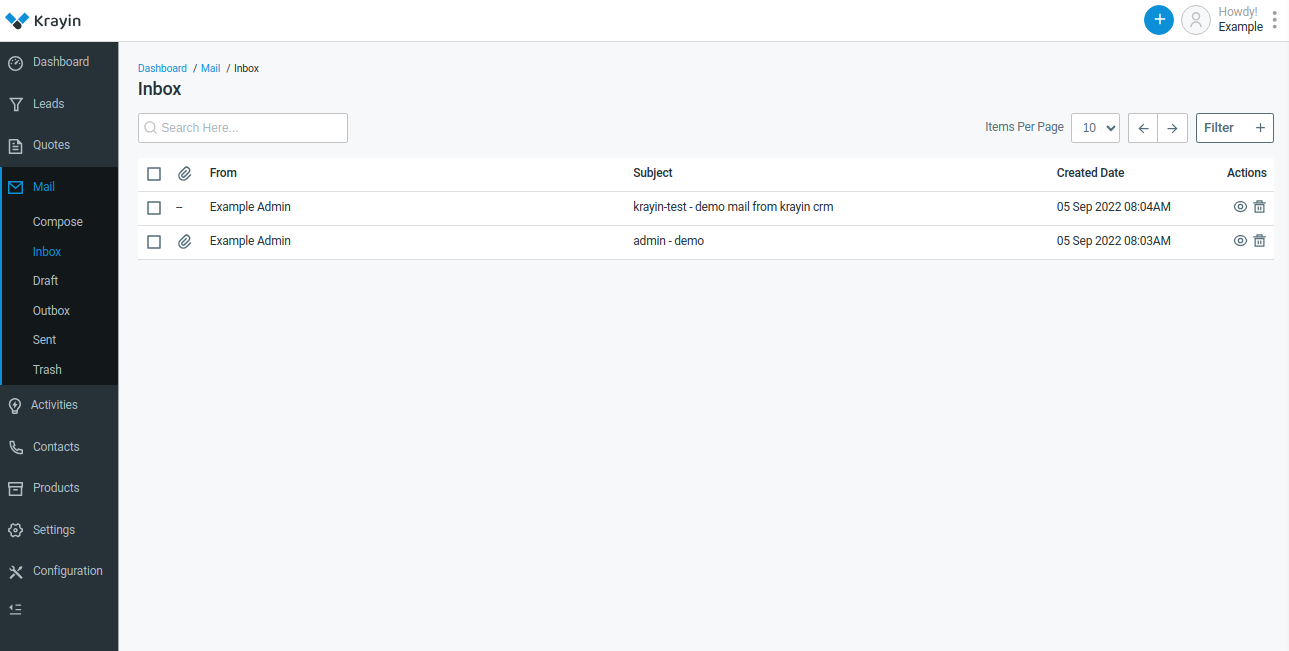 Krayin
+
Howdy!
Example
Dashboard
Leads
Quotes
Mail
Compose
Inbox
Draft
Outbox
Sent
Trash
Activities
Contacts
Products
Settings
Configuration
Dashboard / Mail / Inbox
Inbox
Search Here...
Items Per Page 10 Filter +
From Subject Created Date Actions
-- Example Admin krayin-test - demo mail from krayin crm 05 Sep 2022 08:04AM
Example Admin admin - demo 05 Sep 2022 08:03AM